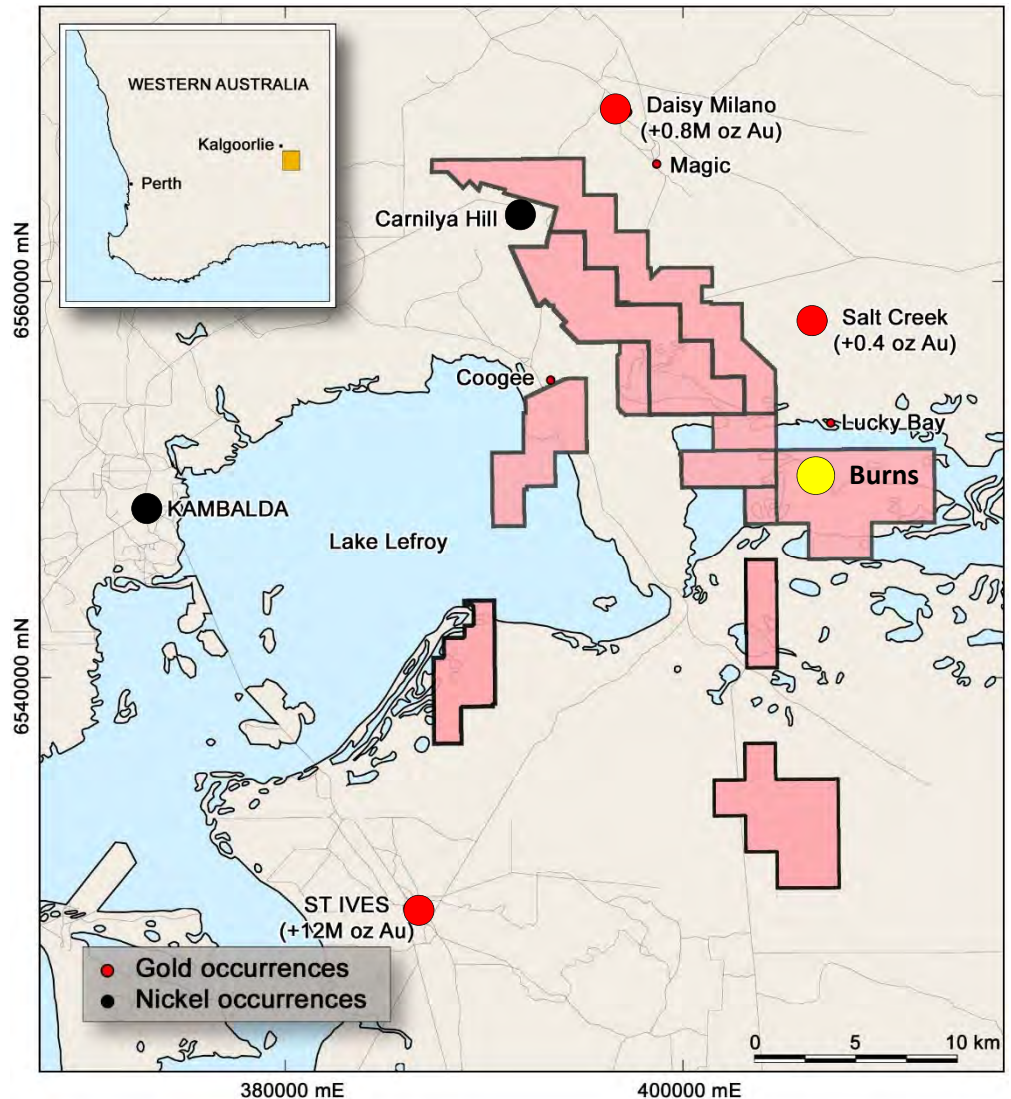 WESTERN AUSTRALIA
Kalgoorlie
Perth
Daisy Milano
(+0.8M oz Au)
Magic
Carnilya Hill
6560000 mN
Salt Creek
(+0.4 oz Au)
Coogee
Lucky Bay
Burns
KAMBALDA
Lake Lefroy
6540000 mN
ST IVES
(+12M oz Au)
Gold occurrences
Nickel occurrences
0 5 10 km
380000 mE
400000 mE